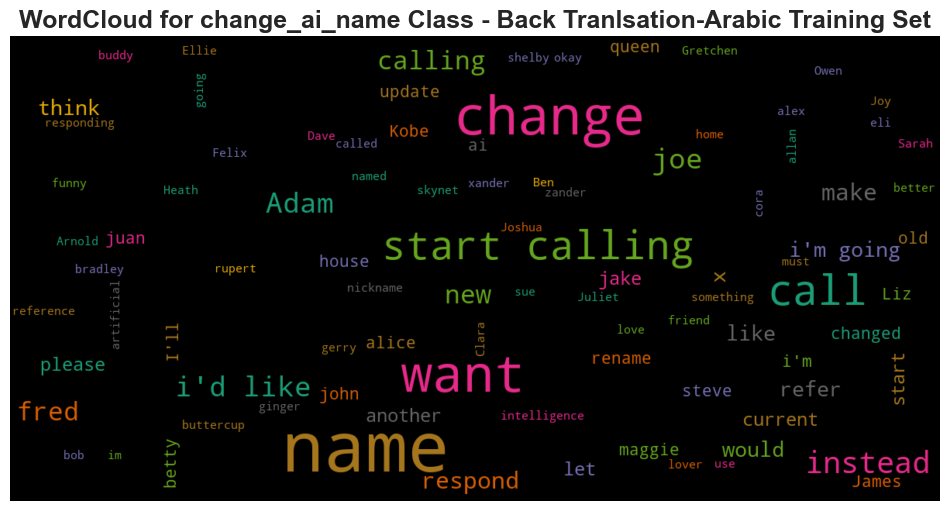 WordCloud for change_ai_name Class - Back Tranlsation-Arabic Training Set
buddy
Ellie
calling
shelby
okay
queen
Gretchen
going
Owen
think
update
change
alex
Joy
responding
Kobe
eli
Dave
called
ai
home
allan
Sarah
Felix
joe
funny
Heath
named
skynet
xander
Ben
zander
Adam
cora
make
better
Arnold
juan
Joshua
start calling
i'm going
old
bradley
rupert
house
must
jake
x
call
Liz
nickname
new
sue
Juliet
something
reference
artificial
I'll
love
friend
like
changed
gerry
alice
Clara
rename
i'm
please
i'd like
want
john
steve
refer
start
fred
ginger
another
intelligence
current
buttercup
name
bob
im
betty
maggie
would
let
lover
use
instead
respond
James